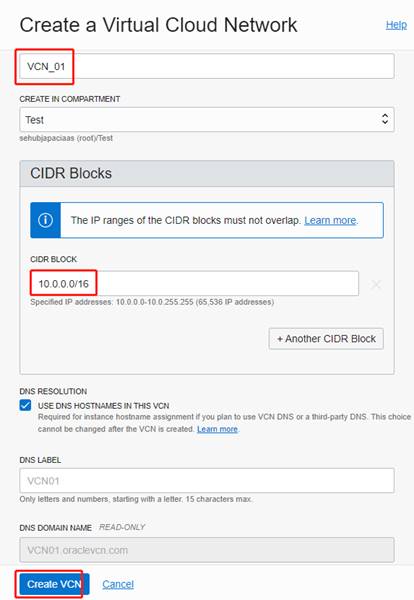 Create a Virtual Cloud Network
Help
VCN_01
CREATE IN COMPARTMENT
Test
sehubjapaciaas (root)/Test
CIDR Blocks
The IP ranges of the CIDR blocks must not overlap. Learn more.
CIDR BLOCK
10.0.0.0/16
Specified IP addresses: 10.0.0.0-10.0.255.255 (65,536 IP addresses)
+ Another CIDR Block
DNS RESOLUTION
USE DNS HOSTNAMES IN THIS VCN
Required for instance hostname assignment if you plan to use VCN DNS or a third-party DNS. This choice
cannot be changed after the VCN is created. Learn more.
DNS LABEL
VCN01
Only letters and numbers, starting with a letter. 15 characters max.
DNS DOMAIN NAME READ-ONLY
VCN01.oraclevcn.com
Create VCN
Cancel